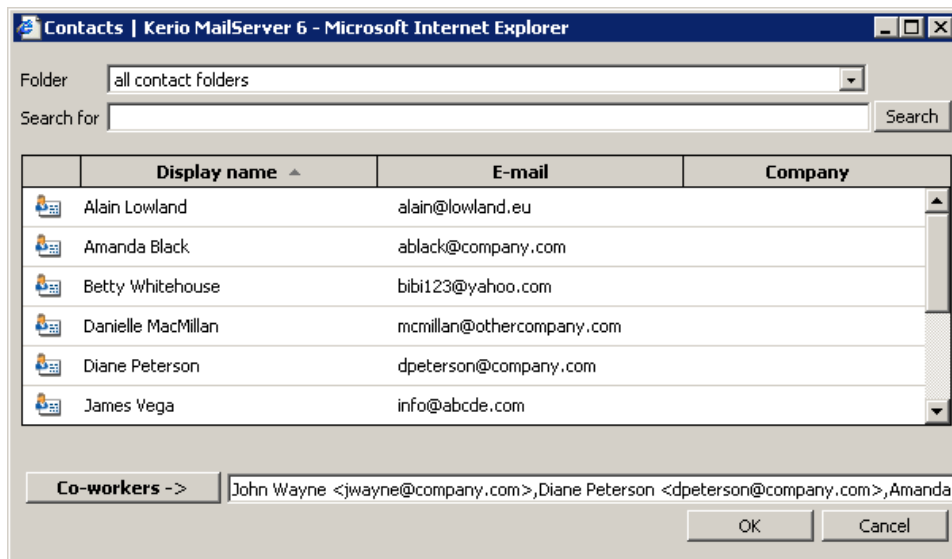 Contacts | Kerio MailServer 6 - Microsoft Internet Explorer
Folder all contact folders
Search for Search
Display name E-mail Company
Alain Lowland alain@lowland.eu
Amanda Black ablack@company.com
Betty Whitehouse bibi123@yahoo.com
Danielle MacMillan mcmillan@othercompany.com
Diane Peterson dpeterson@company.com
James Vega info@abcde.com
Co-workers -> John Wayne <jwayne@company.com>,Diane Peterson <dpeterson@company.com>,Amanda
OK Cancel